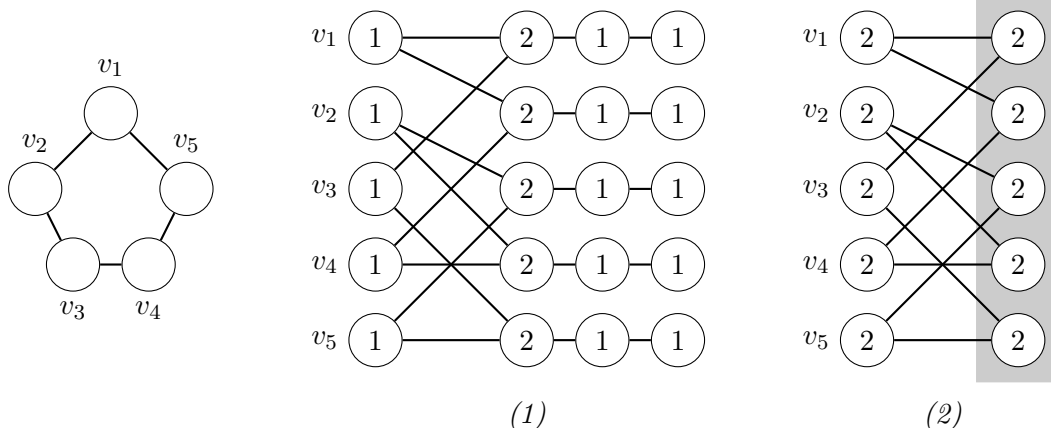 v1 1 2 1 1 v1 2 2
v1
v2 1 2 1 1 v2 2 2
v2 v5
v3 1 2 1 1 v3 2 2
v4 1 2 1 1 v4 2 2
v3 v4
v5 1 2 1 1 v5 2 2
(1) (2)